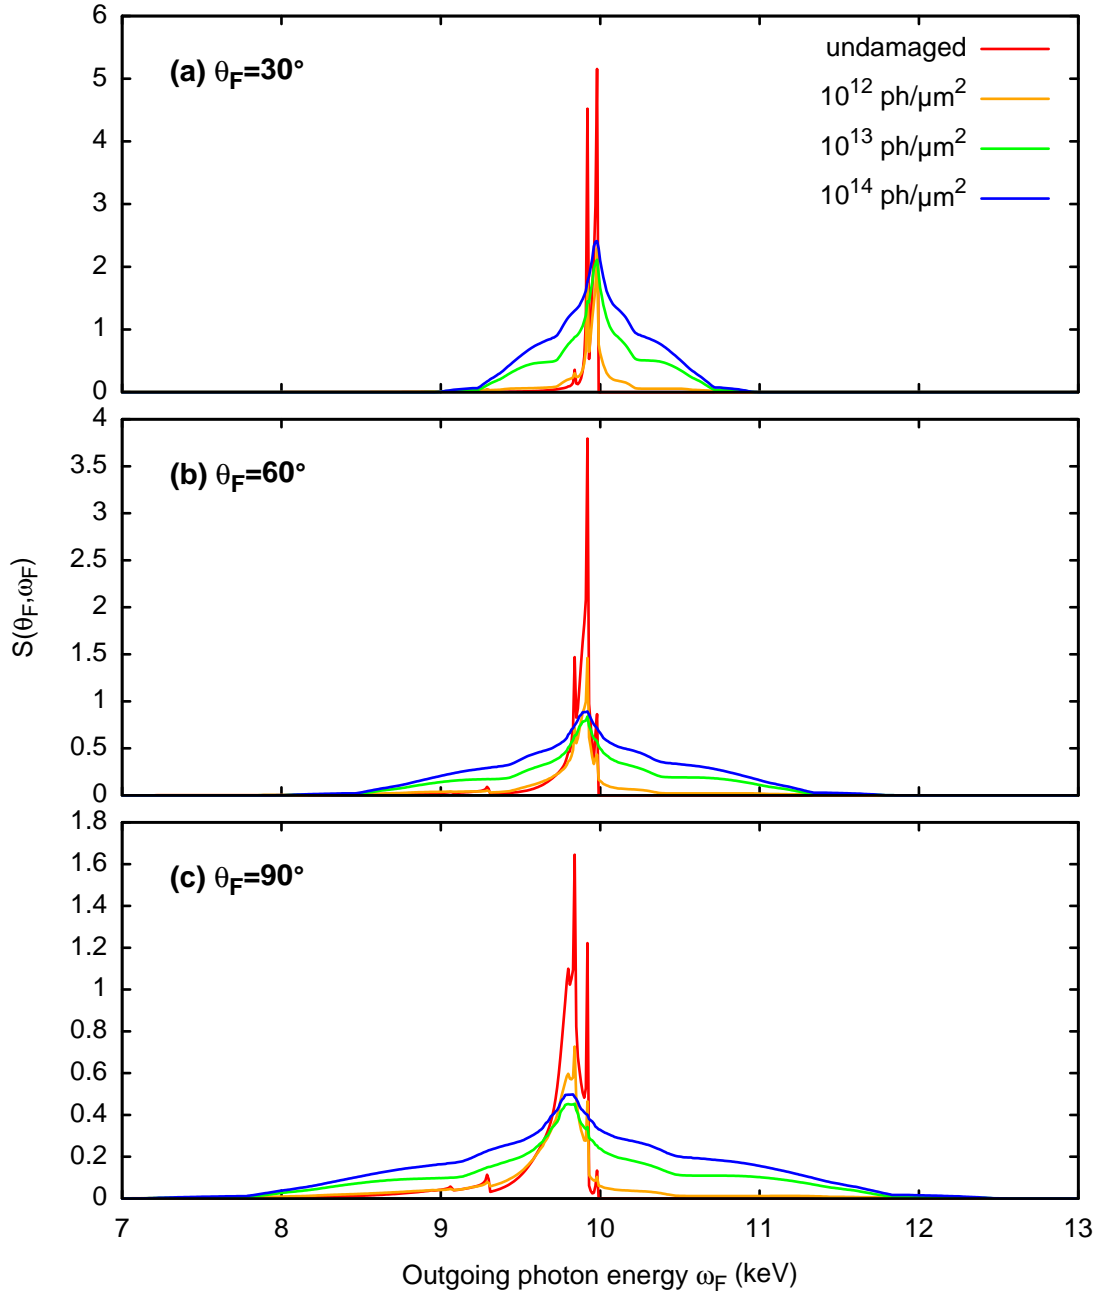 6
5
4
3
2
1
0
(a) θF=30°
undamaged
10^12 ph/µm^2
10^13 ph/µm^2
10^14 ph/µm^2
4
3.5
3
2.5
2
1.5
1
0.5
0
(b) θF=60°
S(θF,ωF)
1.8
1.6
1.4
1.2
1
0.8
0.6
0.4
0.2
0
(c) θF=90°
7 8 9 10 11 12 13
Outgoing photon energy ωF (keV)